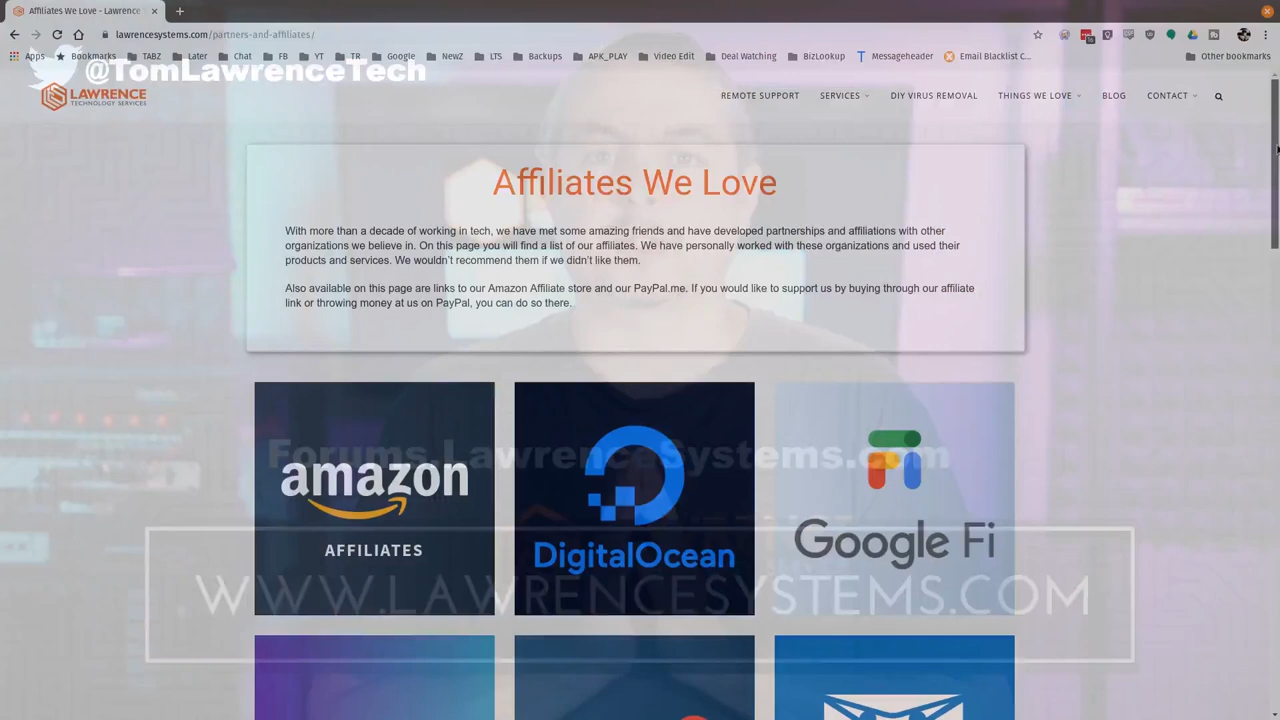 Affiliates We Love - Lawrence
lawrencesystems.com/partners-and-affiliates/
Apps
Bookmarks
TABZ
Later
Chat
FB
YT
TR
Google
NewZ
LTS
Backups
APK_PLAY
Video Edit
Deal Watching
BizLookup
Messageheader
Email Blacklist C...
Other bookmarks
@TomLawrenceTech
LAWRENCE
TECHNOLOGY SERVICES
REMOTE SUPPORT
SERVICES
DIY VIRUS REMOVAL
THINGS WE LOVE
BLOG
CONTACT
Affiliates We Love
With more than a decade of working in tech, we have met some amazing friends and have developed partnerships and affiliations with other
organizations we believe in. On this page you will find a list of our affiliates. We have personally worked with these organizations and used their
products and services. We wouldn't recommend them if we didn't like them.
Also available on this page are links to our Amazon Affiliate store and our PayPal.me. If you would like to support us by buying through our affiliate
link or throwing money at us on PayPal, you can do so there.
Forums.LawrenceSystems.com
amazon
AFFILIATES
DigitalOcean
Google Fi
WWW.LAWRENCESYSTEMS.COM